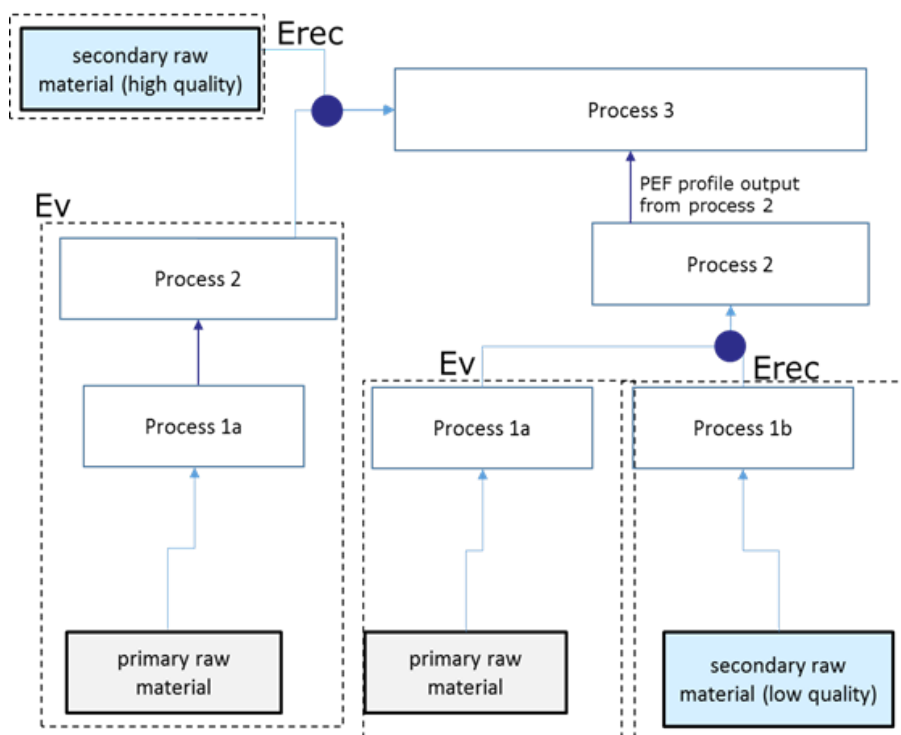 Erec
secondary raw
material (high quality)
Process 3
PEF profile output
from process 2
Ev
Process 2
Process 2
Ev
Erec
Process 1a
Process 1a
Process 1b
primary raw
material
primary raw
material
secondary raw
material (low quality)